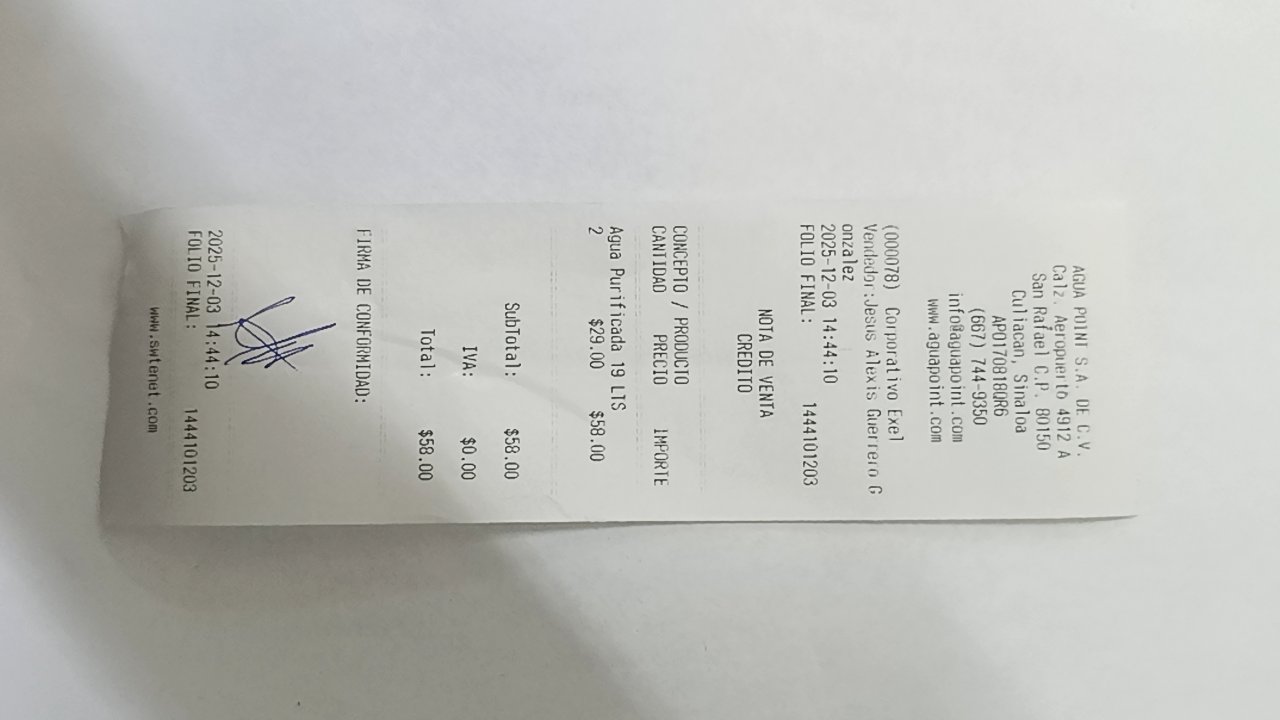 AGUA POINT S.A. DE C.V.
Calz. Aeropuerto 4912 A
San Rafael C.P. 80150
Culiacan, Sinaloa
APO170818QR6
(667) 744-9350
info@aguapoint.com
www.aguapoint.com
(000078) Corporativo Exel
Vendedor:Jesus Alexis Guerrero G
onzalez
2025-12-03 14:44:10
FOLIO FINAL: 1444101203
NOTA DE VENTA
CREDITO
CONCEPTO / PRODUCTO
CANTIDAD PRECIO IMPORTE
Agua Purificada 19 LTS
2 $29.00 $58.00
SubTotal: $58.00
IVA: $0.00
Total: $58.00
FIRMA DE CONFORMIDAD:
2025-12-03 14:44:10
FOLIO FINAL: 1444101203
www.swtenet.com